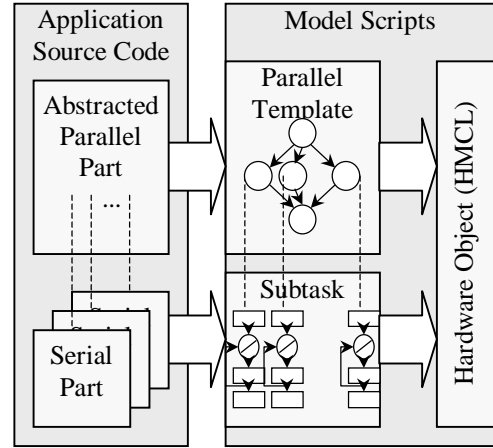 Application
Source Code
Abstracted
Parallel
Part
...
Serial
Part
Model Scripts
Parallel
Template
Subtask
Hardware Object (HMCL)